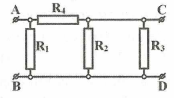 A R₄ C
R₁ R₂ R₃
B D